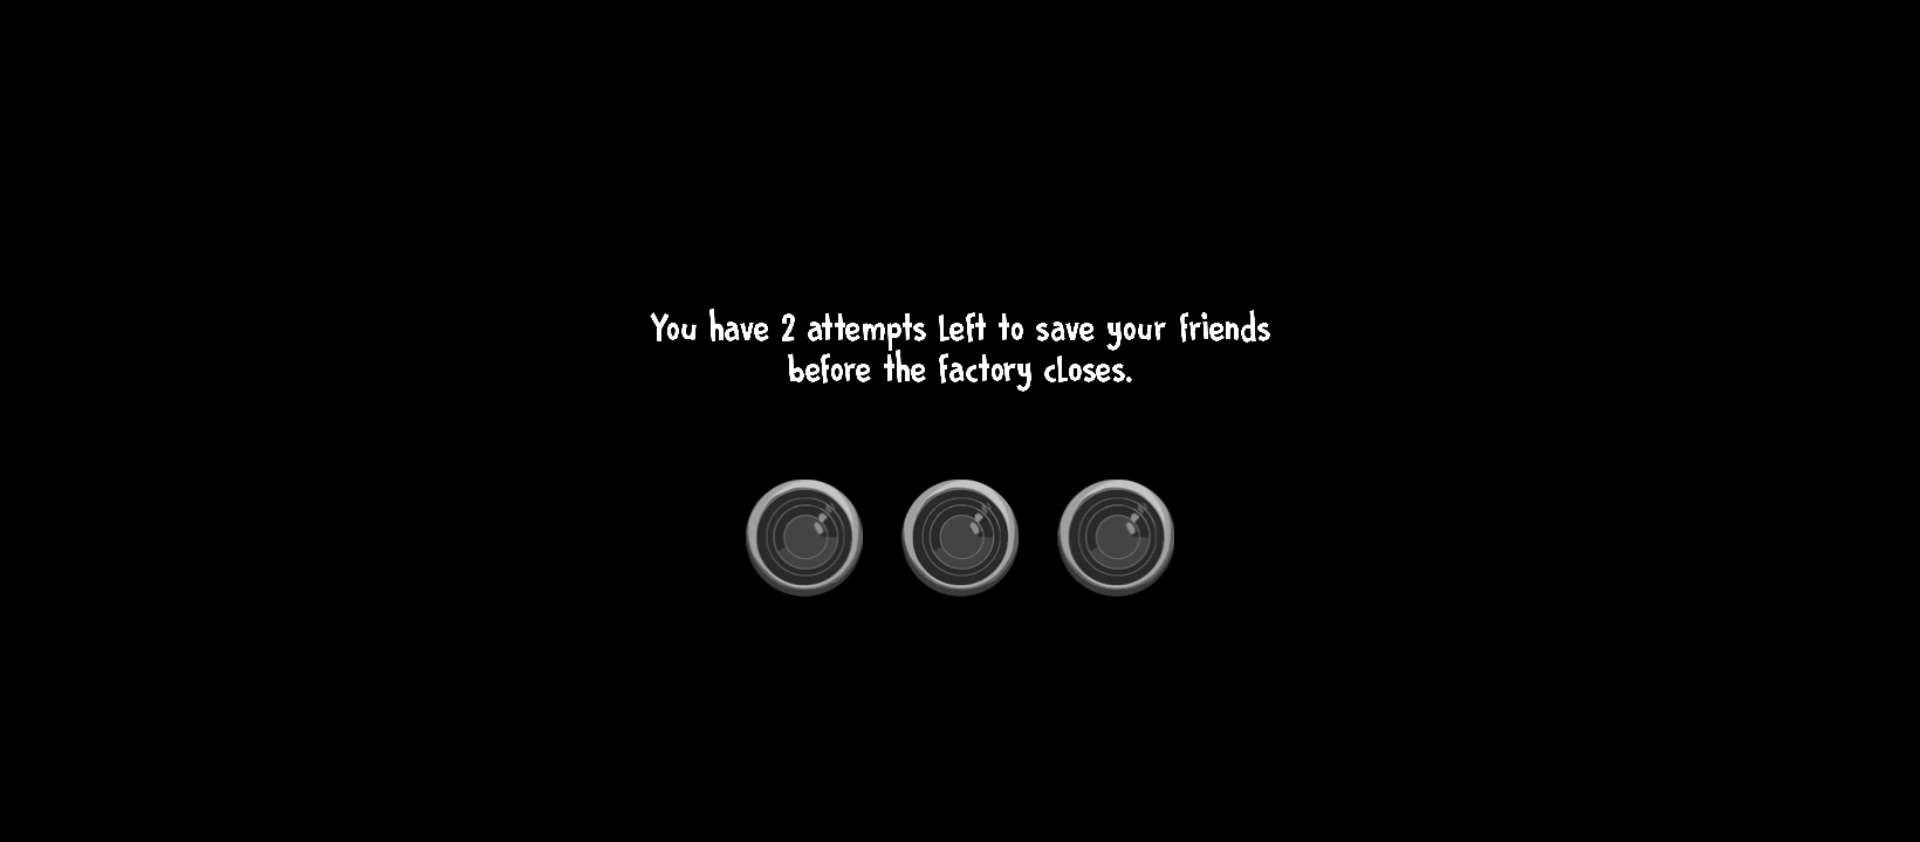 You have 2 attempts left to save your friends
before the factory closes.